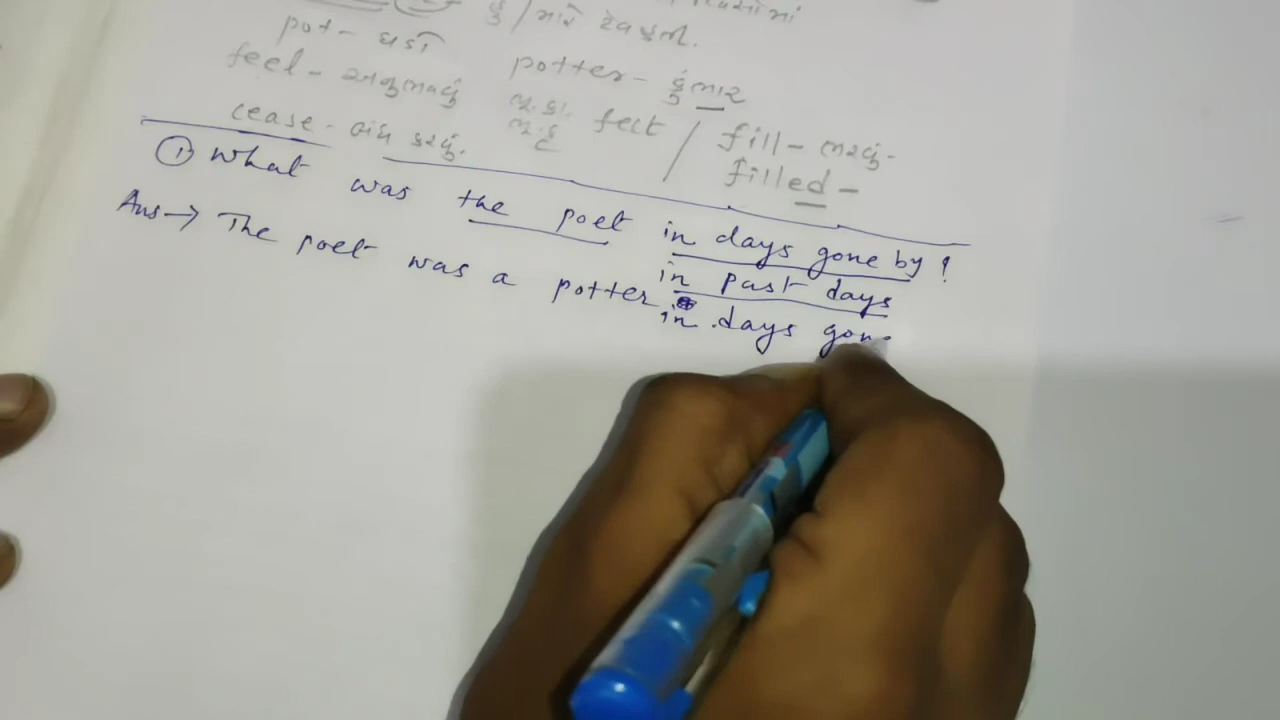 pot - ઘડો
feel - અનુભવવું potter - કુંભાર
cease - બંધ કરવું. ભૂ.કા. felt / fill - ભરવું.
ભૂ.કૃ filled -
① What was the poet in days gone by?
in past days
Ans → The poet was a potter in days gone